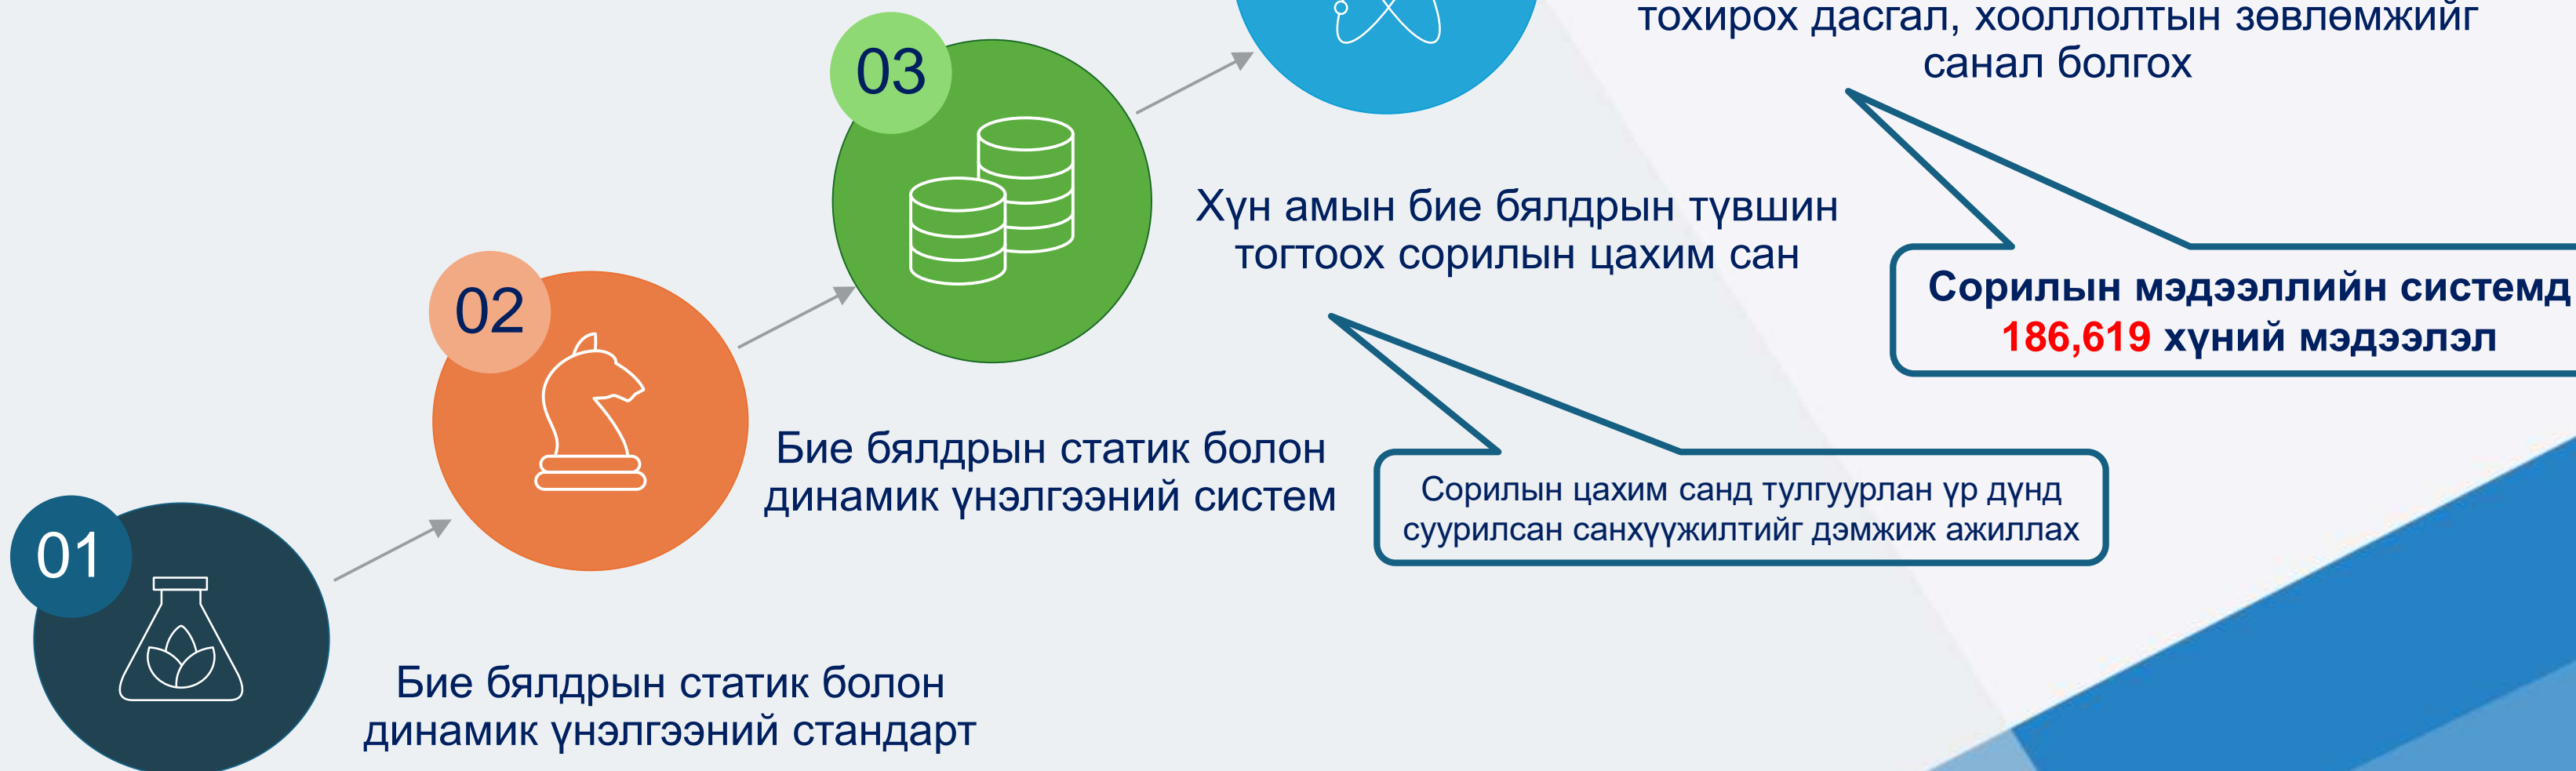 тохирох дасгал, хооллолтын зөвлөмжийг
санал болгох
03
Хүн амын бие бялдрын түвшин
тогтоох сорилын цахим сан
Сорилын мэдээллийн системд
186,619 хүний мэдээлэл
02
Бие бялдрын статик болон
динамик үнэлгээний систем
Сорилын цахим санд тулгуурлан үр дүнд
суурилсан санхүүжилтийг дэмжиж ажиллах
01
Бие бялдрын статик болон
динамик үнэлгээний стандарт